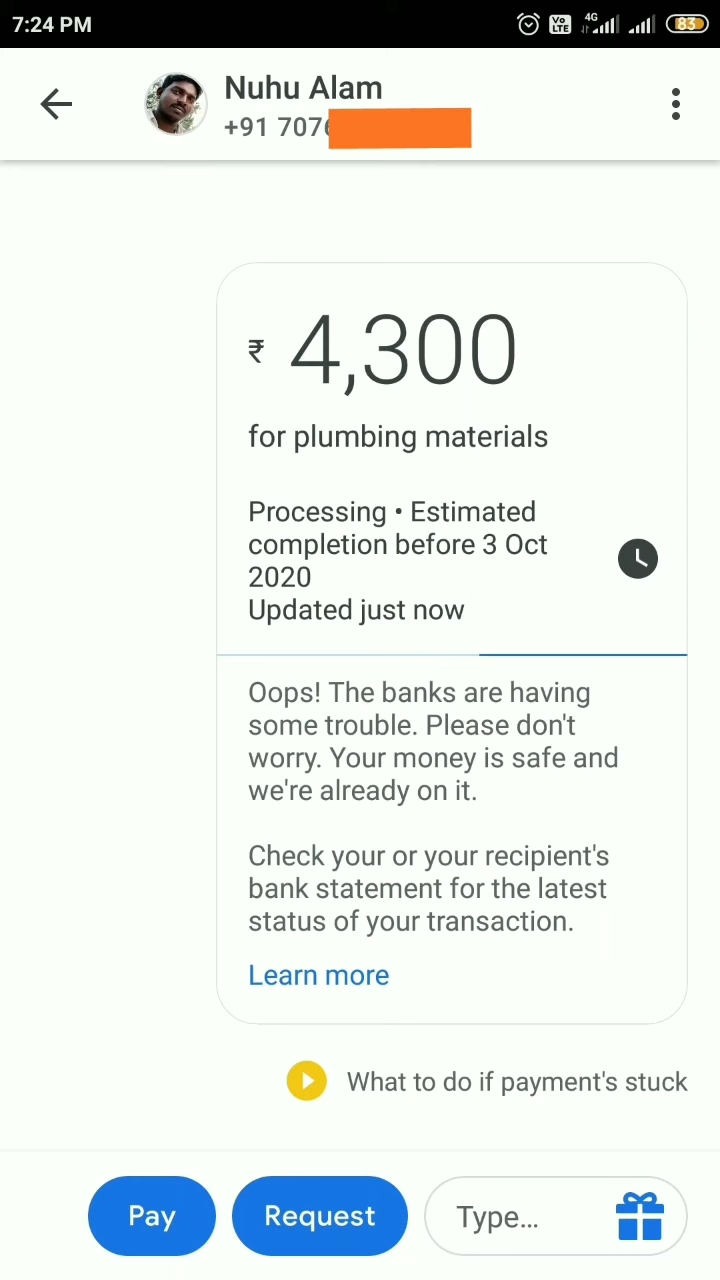 7:24 PM
Vo LTE
4G
83
Nuhu Alam
+91 707
₹ 4,300
for plumbing materials
Processing • Estimated
completion before 3 Oct
2020
Updated just now
Oops! The banks are having
some trouble. Please don't
worry. Your money is safe and
we're already on it.
Check your or your recipient's
bank statement for the latest
status of your transaction.
Learn more
What to do if payment's stuck
Pay
Request
Type...